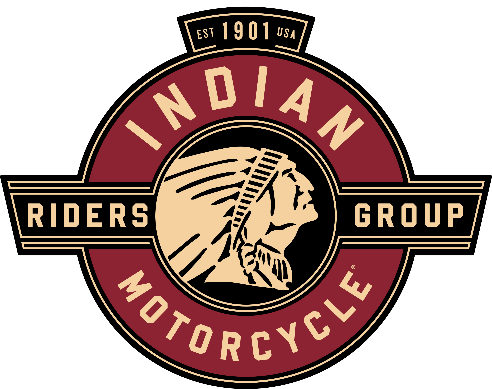 EST 1901 USA
INDIAN
RIDERS GROUP
MOTORCYCLE®